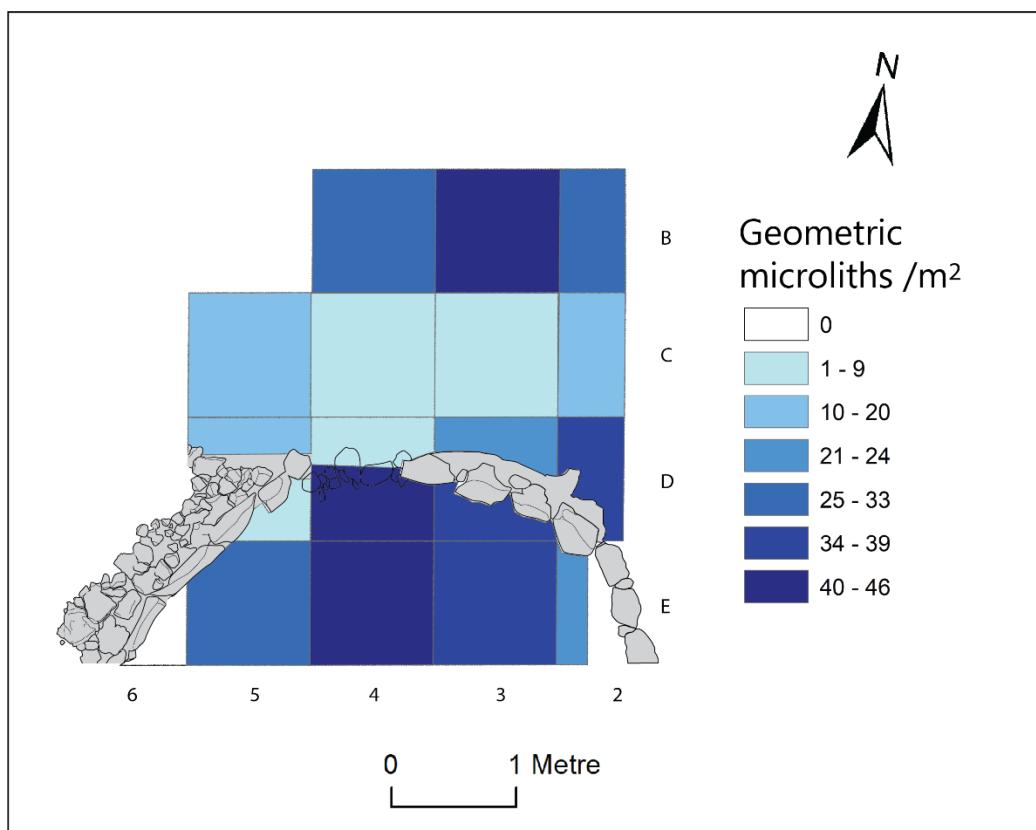 N
B
C
D
E
6 5 4 3 2
Geometric
microliths /m²
0
1 - 9
10 - 20
21 - 24
25 - 33
34 - 39
40 - 46
0 1 Metre